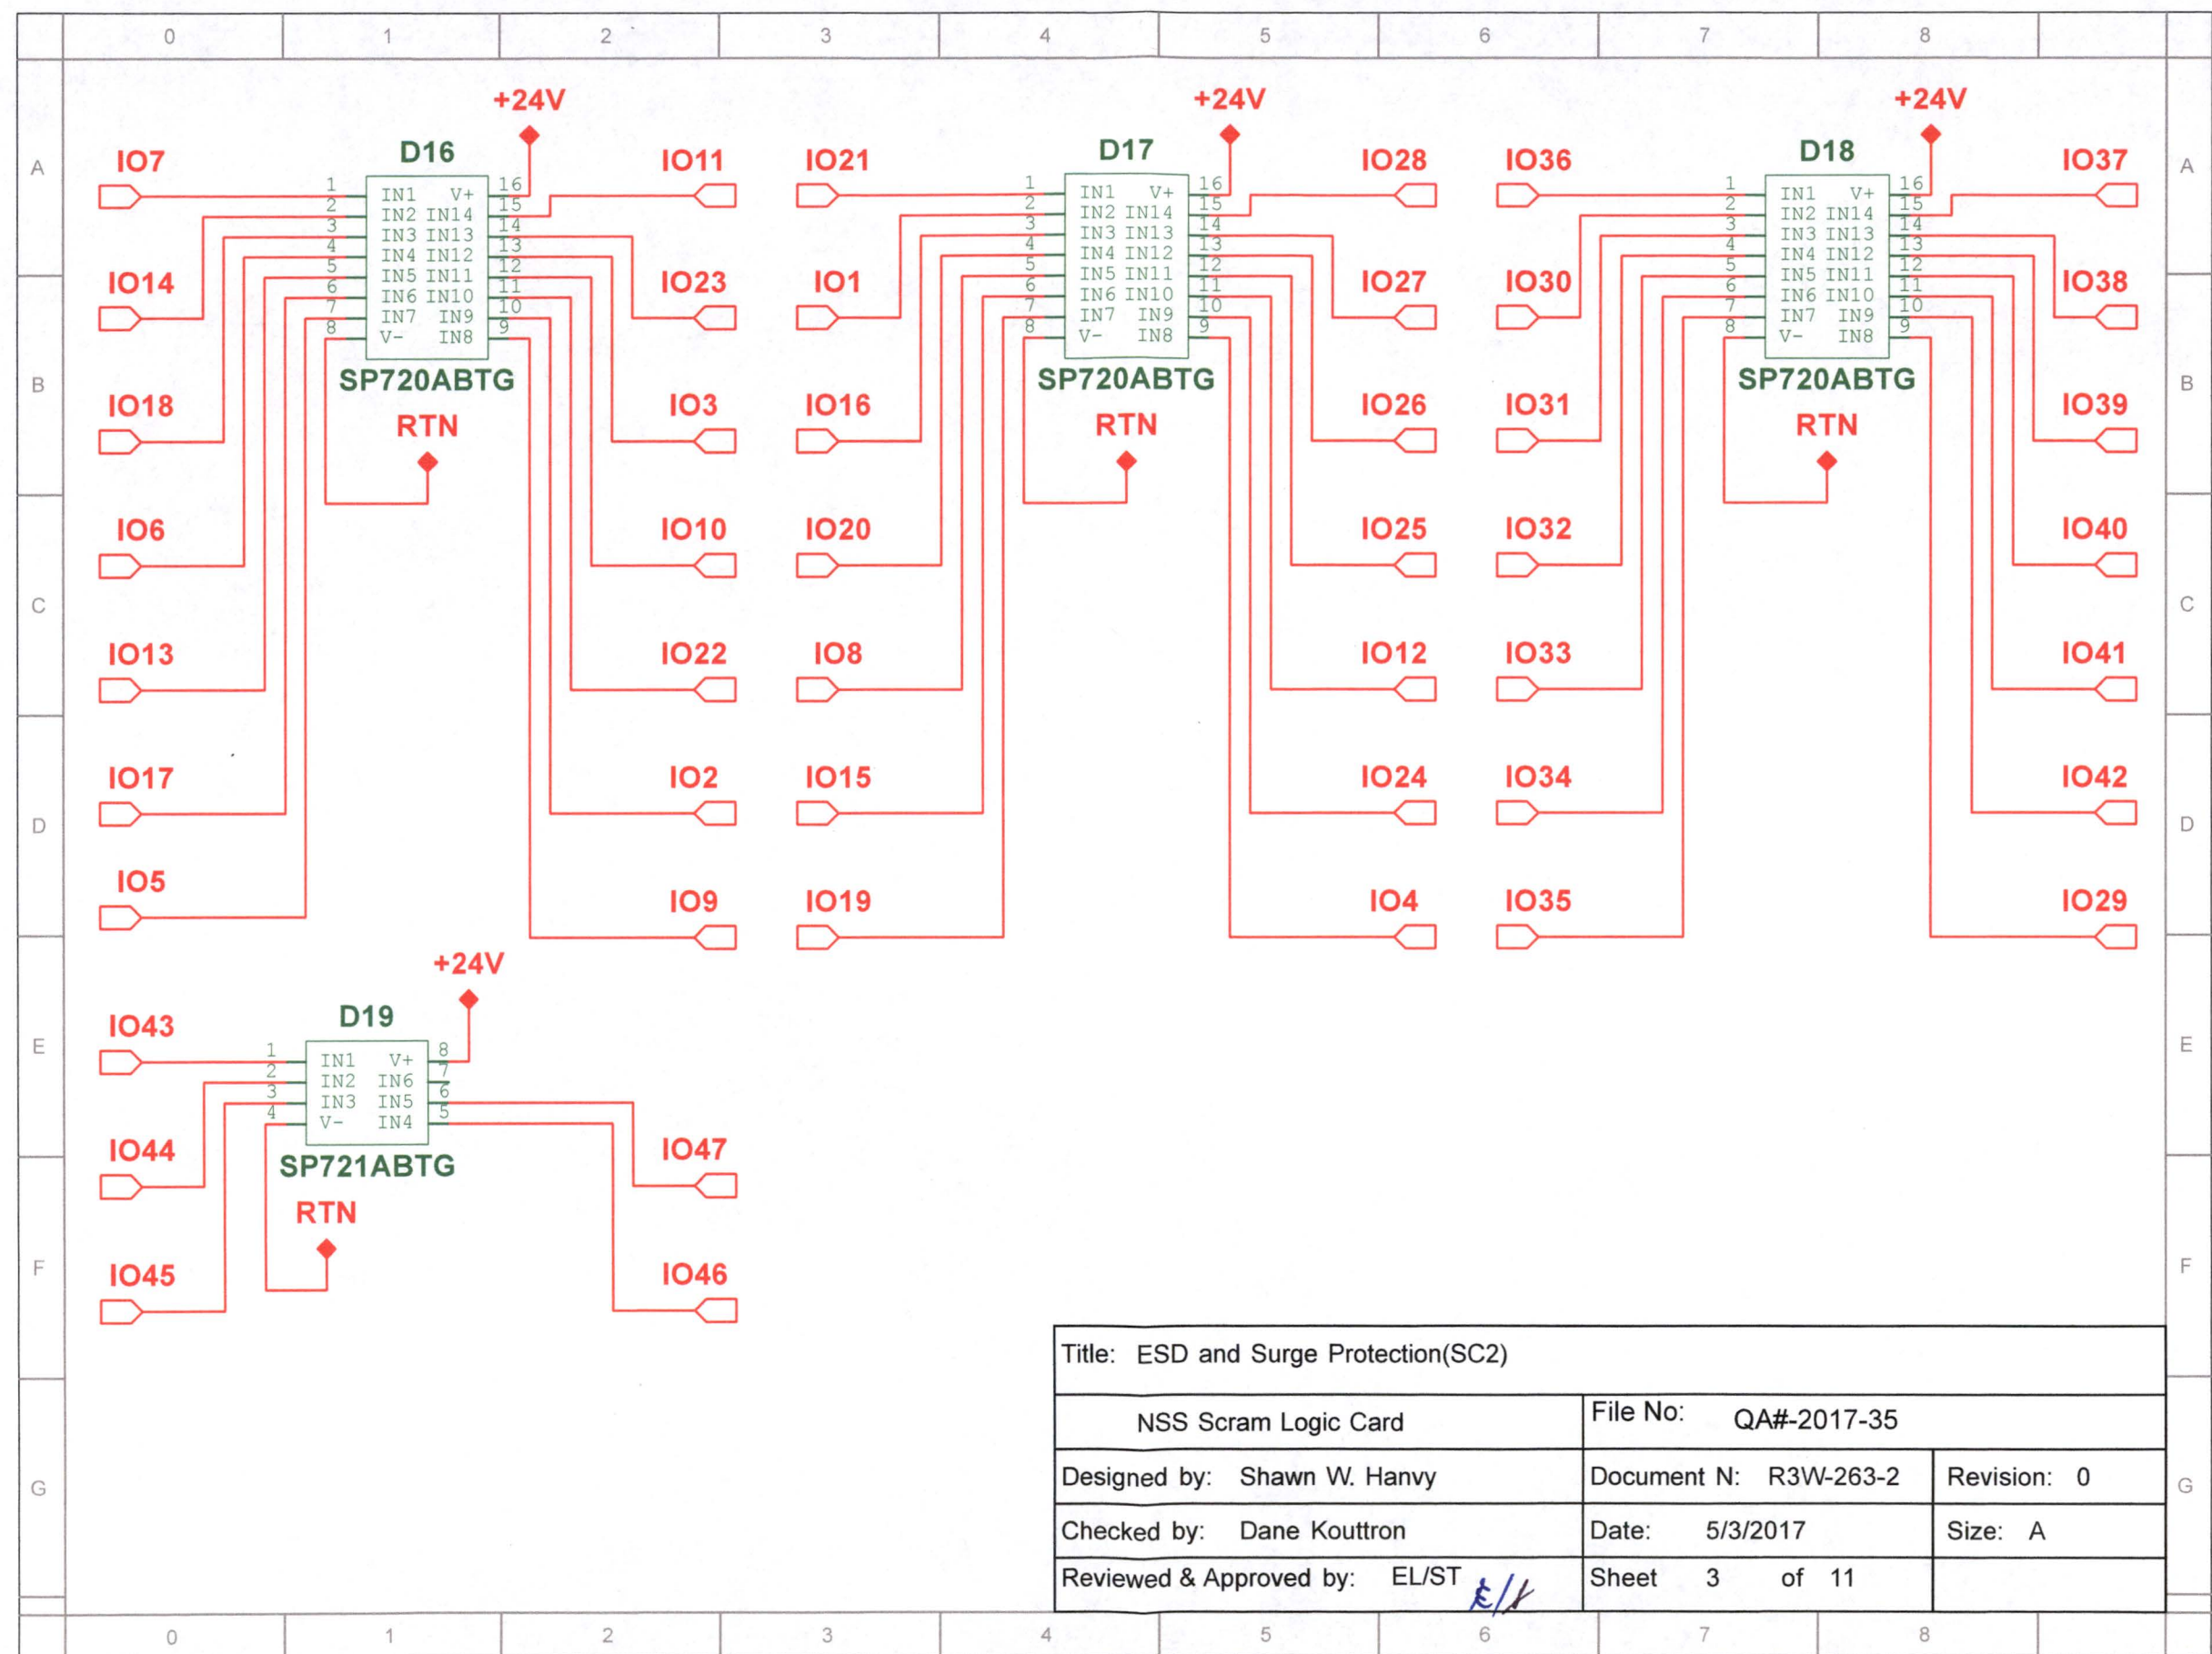 0 1 2 3 4 5 6 7 8
+24V +24V +24V
A IO7 D16 IO11 IO21 D17 IO28 IO36 D18 IO37 A
1 IN1 V+ 16 1 IN1 V+ 16 1 IN1 V+ 16
2 IN2 IN14 15 2 IN2 IN14 15 2 IN2 IN14 15
3 IN3 IN13 14 3 IN3 IN13 14 3 IN3 IN13 14
4 IN4 IN12 13 4 IN4 IN12 13 4 IN4 IN12 13
5 IN5 IN11 12 5 IN5 IN11 12 5 IN5 IN11 12
IO14 IO23 IO1 IO27 IO30 IO38
6 IN6 IN10 11 6 IN6 IN10 11 6 IN6 IN10 11
7 IN7 IN9 10 7 IN7 IN9 10 7 IN7 IN9 10
8 V- IN8 9 8 V- IN8 9 8 V- IN8 9
B SP720ABTG SP720ABTG SP720ABTG B
IO18 RTN IO3 IO16 RTN IO26 IO31 RTN IO39
IO6 IO10 IO20 IO25 IO32 IO40
C C
IO13 IO22 IO8 IO12 IO33 IO41
IO17 IO2 IO15 IO24 IO34 IO42
D D
IO5 IO9 IO19 IO4 IO35 IO29
+24V
IO43 D19
E E
1 IN1 V+ 8
2 IN2 IN6 7
3 IN3 IN5 6
4 V- IN4 5
IO44 SP721ABTG IO47
RTN
F F
IO45 IO46
Title: ESD and Surge Protection(SC2)
NSS Scram Logic Card File No: QA#-2017-35
G Designed by: Shawn W. Hanvy Document N: R3W-263-2 Revision: 0 G
Checked by: Dane Kouttron Date: 5/3/2017 Size: A
Reviewed & Approved by: EL/ST Sheet 3 of 11
0 1 2 3 4 5 6 7 8